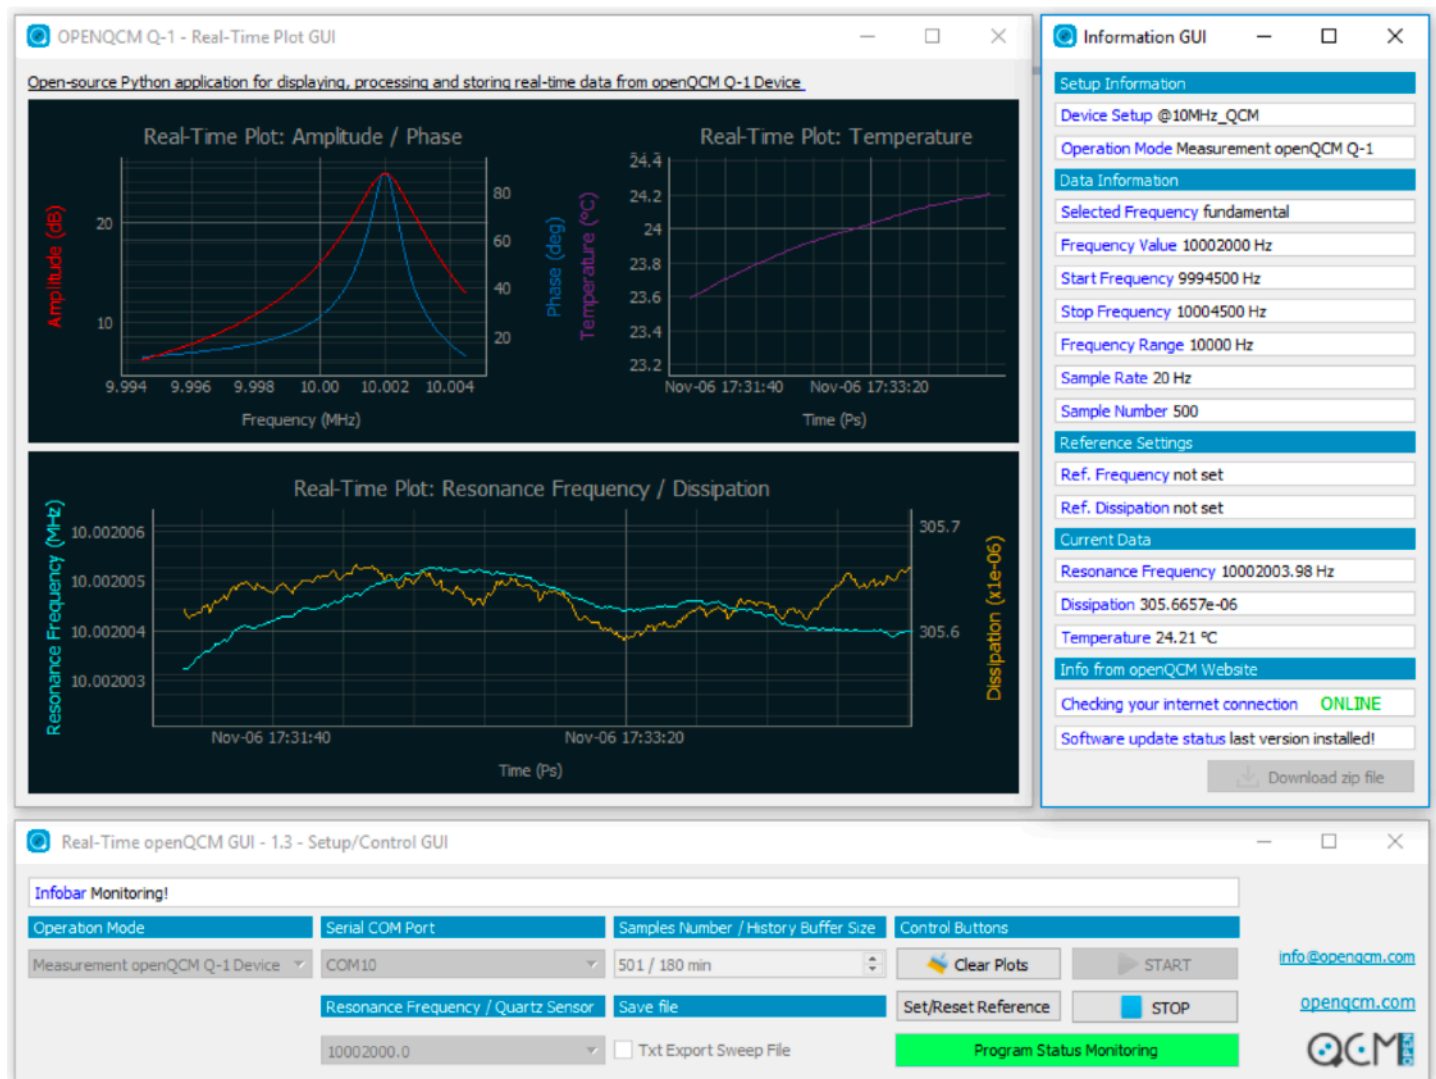 OPENQCM Q-1 - Real-Time Plot GUI
Open-source Python application for displaying, processing and storing real-time data from openQCM Q-1 Device
Real-Time Plot: Amplitude / Phase
Amplitude (dB)
20
10
80
60
40
20
Phase (deg)
9.994 9.996 9.998 10.00 10.002 10.004
Frequency (MHz)
Real-Time Plot: Temperature
Temperature (°C)
24.4
24.2
24
23.8
23.6
23.4
23.2
Nov-06 17:31:40 Nov-06 17:33:20
Time (Ps)
Real-Time Plot: Resonance Frequency / Dissipation
Resonance Frequency (MHz)
10.002006
10.002005
10.002004
10.002003
305.7
305.6
Dissipation (x1e-06)
Nov-06 17:31:40 Nov-06 17:33:20
Time (Ps)
Information GUI
Setup Information
Device Setup @10MHz_QCM
Operation Mode Measurement openQCM Q-1
Data Information
Selected Frequency fundamental
Frequency Value 10002000 Hz
Start Frequency 9994500 Hz
Stop Frequency 10004500 Hz
Frequency Range 10000 Hz
Sample Rate 20 Hz
Sample Number 500
Reference Settings
Ref. Frequency not set
Ref. Dissipation not set
Current Data
Resonance Frequency 10002003.98 Hz
Dissipation 305.6657e-06
Temperature 24.21 °C
Info from openQCM Website
Checking your internet connection ONLINE
Software update status last version installed!
Download zip file
Real-Time openQCM GUI - 1.3 - Setup/Control GUI
Infobar Monitoring!
Operation Mode
Measurement openQCM Q-1 Device
Serial COM Port
COM10
Resonance Frequency / Quartz Sensor
10002000.0
Samples Number / History Buffer Size
501 / 180 min
Save file
Txt Export Sweep File
Control Buttons
Clear Plots
START
Set/Reset Reference
STOP
Program Status Monitoring
info@openqcm.com
openqcm.com
QCM
OPEN